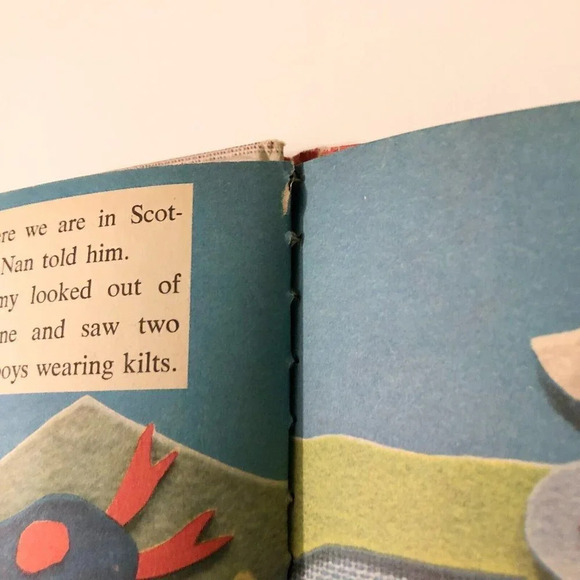 re we are in Scot-
Nan told him.
my looked out of
ne and saw two
boys wearing kilts.